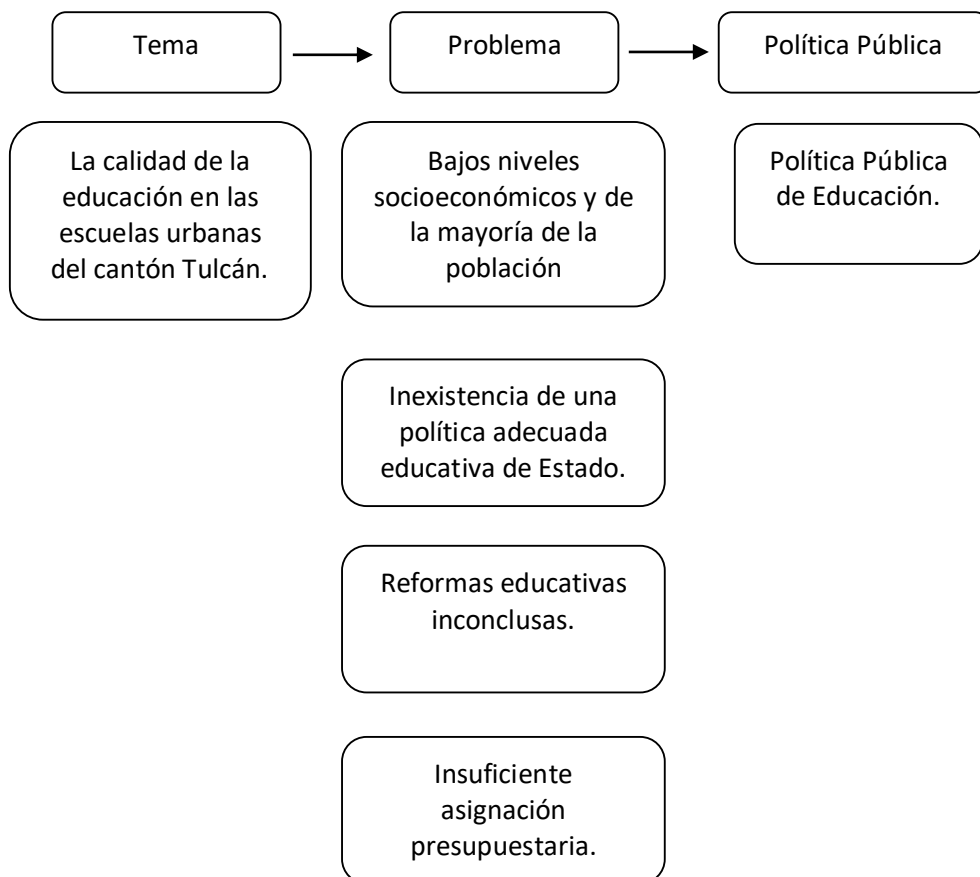 Tema
Problema
Política Pública
La calidad de la
educación en las
escuelas urbanas
del cantón Tulcán.
Bajos niveles
socioeconómicos y de
la mayoría de la
población
Política Pública
de Educación.
Inexistencia de una
política adecuada
educativa de Estado.
Reformas educativas
inconclusas.
Insuficiente
asignación
presupuestaria.